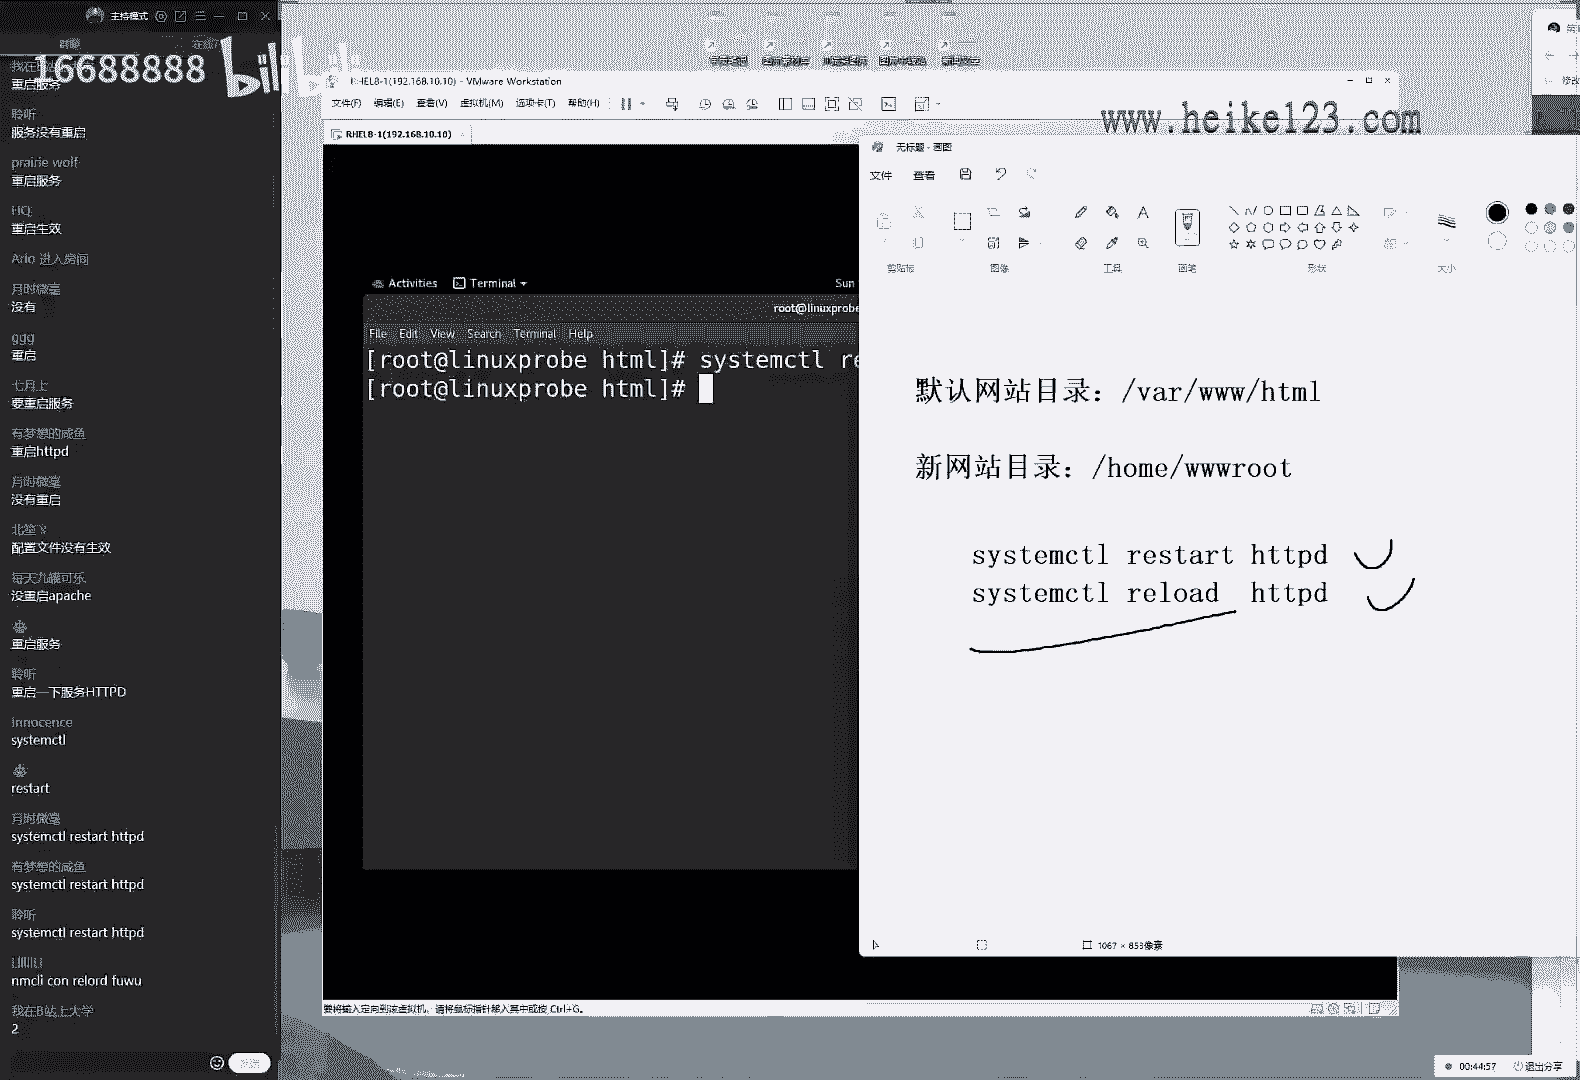 主持模式
16688888
bilibili
重启服务
聆听
服务没有重启
prairie wolf
重启服务
HQ
重启生效
Ario 进入房间
月时微毫
没有
ggg
重启
七月上
要重启服务
有梦想的咸鱼
重启httpd
月时微毫
没有重启
配置文件没有生效
每天九罐可乐
没重启apache
重启服务
聆听
重启一下服务HTTPD
Innocence
systemctl
restart
月时微毫
systemctl restart httpd
有梦想的咸鱼
systemctl restart httpd
聆听
systemctl restart httpd
nmcli con relord fuwu
我在B站上大学
2
RHEL8-1(192.168.10.10) - VMware Workstation
文件(F) 编辑(E) 查看(V) 虚拟机(M) 选项卡(T) 帮助(H)
RHEL8-1(192.168.10.10)
www.heike123.com
Activities Terminal Sun
root@linuxprobe
File Edit View Search Terminal Help
[root@linuxprobe html]# systemctl re
[root@linuxprobe html]#
无标题 - 画图
文件 查看
剪贴板 图像 工具 画笔 形状 大小
默认网站目录：/var/www/html
新网站目录：/home/wwwroot
systemctl restart httpd
systemctl reload httpd
1067 × 853像素
要将输入定向到该虚拟机，请将鼠标指针移入其中或按 Ctrl+G。
00:44:57 退出分享